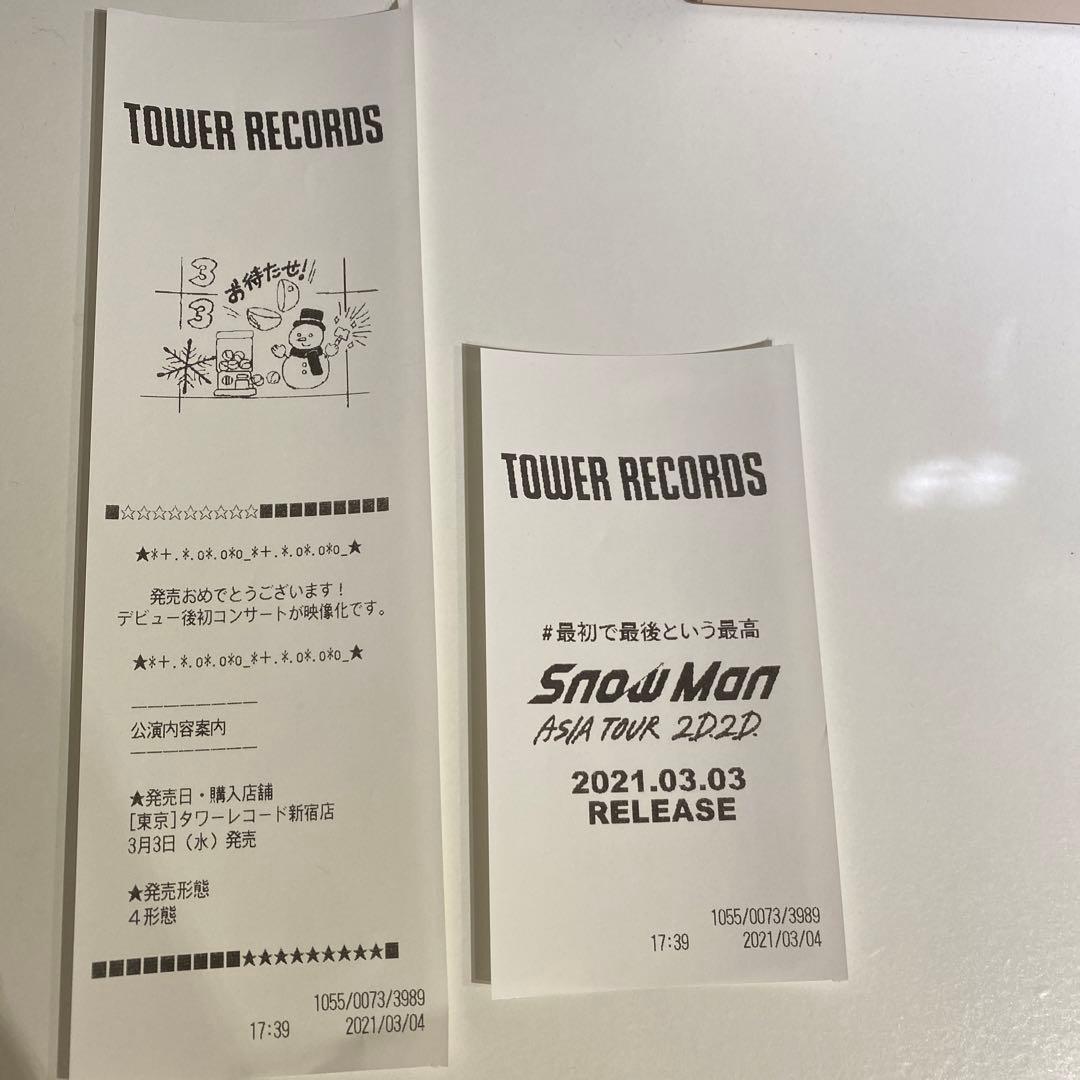 TOWER RECORDS
3
3
お待たせ!
■☆☆☆☆☆☆☆☆☆■■■■■■■■
★*+.*.o*.o*o_*+.*.o*.o*o_★
発売おめでとうございます！
デビュー後初コンサートが映像化です。
★*+.*.o*.o*o_*+.*.o*.o*o_★
————————
公演内容案内
————————
★発売日・購入店舗
[東京]タワーレコード新宿店
3月3日（水）発売
★発売形態
４形態
■■■■■■■■■★★★★★★★★★■
1055/0073/3989
17:39 2021/03/04
TOWER RECORDS
#最初で最後という最高
Snow Man
ASIA TOUR 2D.2D.
2021.03.03
RELEASE
1055/0073/3989
17:39 2021/03/04